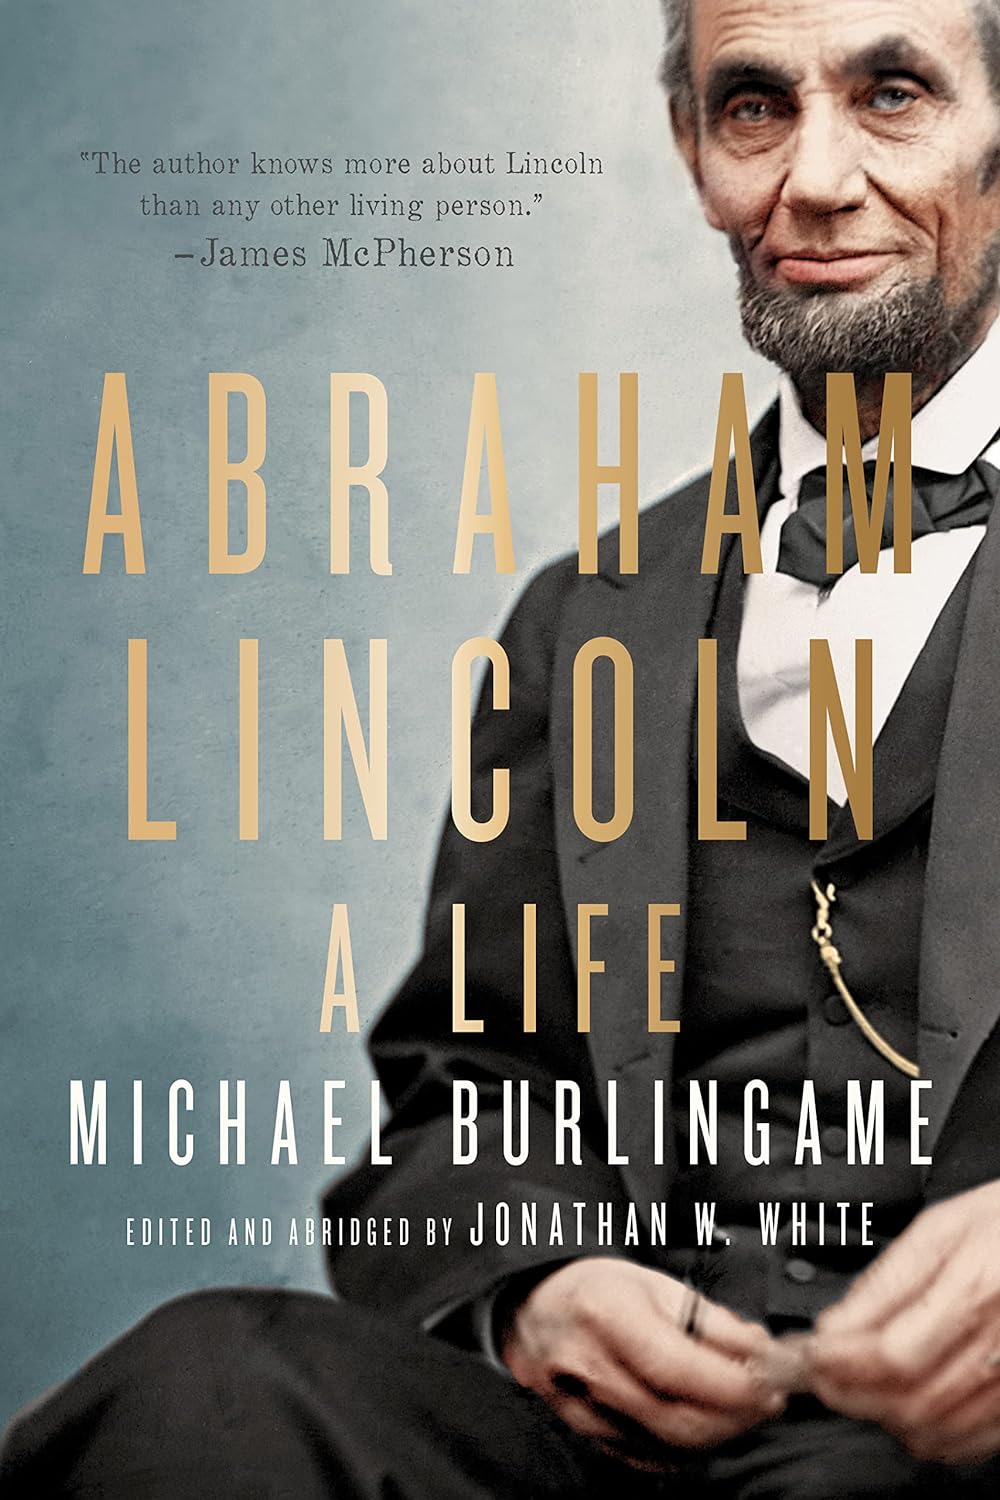 “The author knows more about Lincoln
than any other living person.”
–James McPherson
ABRAHAM
LINCOLN
A LIFE
MICHAEL BURLINGAME
EDITED AND ABRIDGED BY JONATHAN W. WHITE